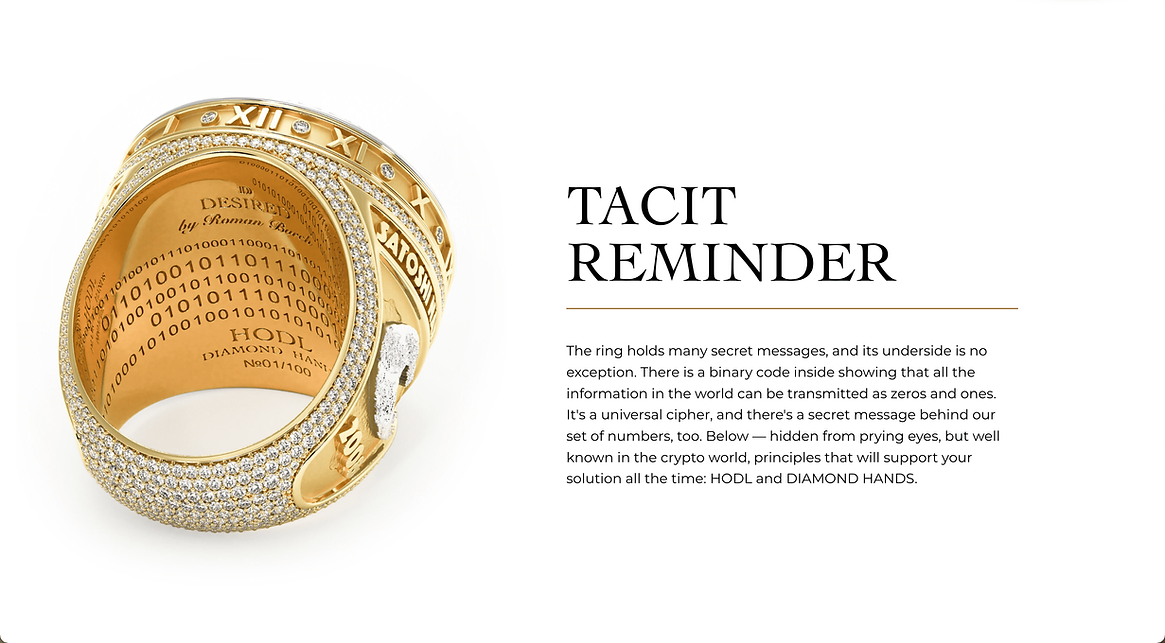 XII
XI
X
SATOSHI
DESIRED
by Roman
HODL
DIAMOND
№01/100
TACIT
REMINDER
The ring holds many secret messages, and its underside is no
exception. There is a binary code inside showing that all the
information in the world can be transmitted as zeros and ones.
It's a universal cipher, and there's a secret message behind our
set of numbers, too. Below — hidden from prying eyes, but well
known in the crypto world, principles that will support your
solution all the time: HODL and DIAMOND HANDS.